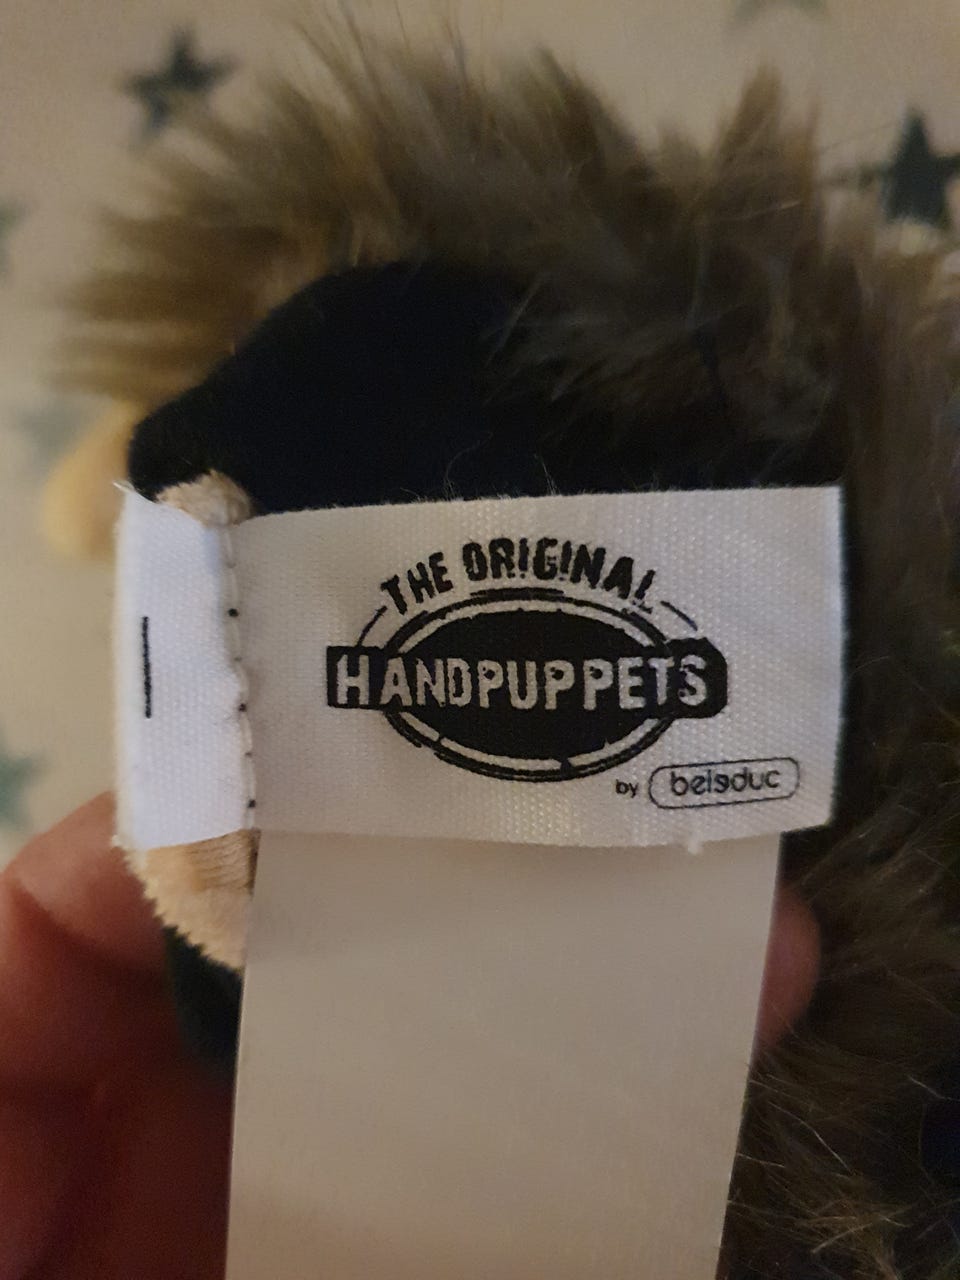 THE ORIGINAL
HANDPUPPETS
by beleduc